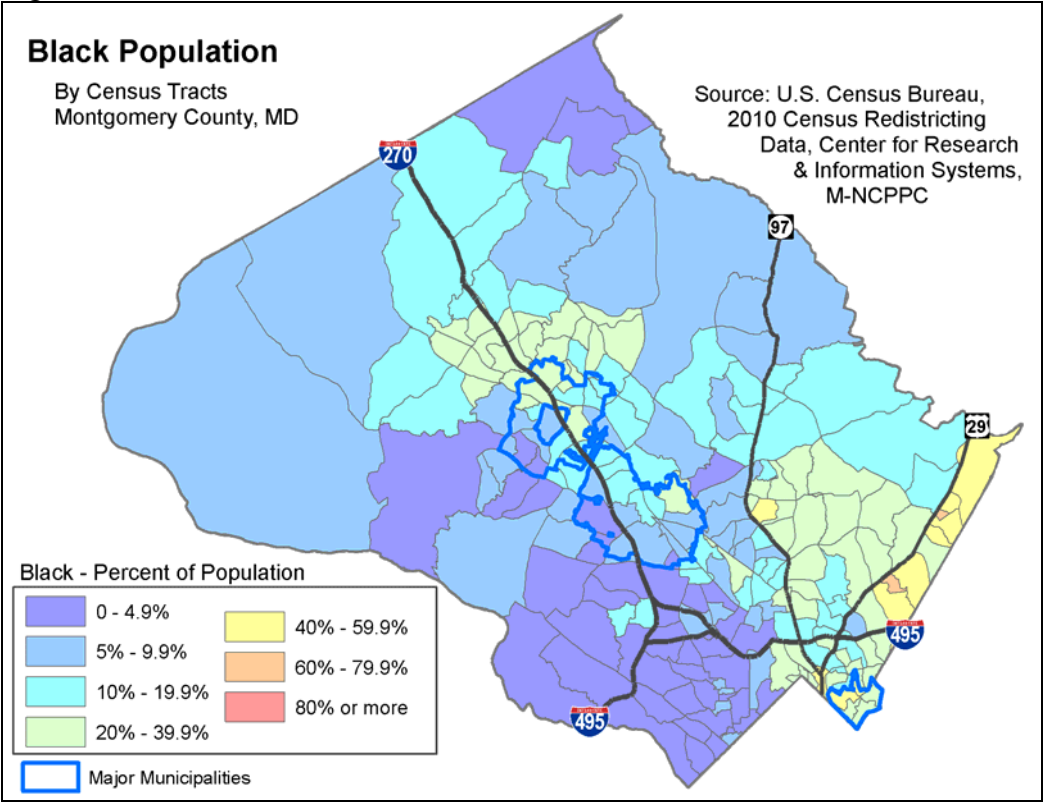 Black Population
By Census Tracts
Montgomery County, MD
Source: U.S. Census Bureau,
2010 Census Redistricting
Data, Center for Research
& Information Systems,
M-NCPPC
270
97
29
495
495
Black - Percent of Population
0 - 4.9%
5% - 9.9%
10% - 19.9%
20% - 39.9%
40% - 59.9%
60% - 79.9%
80% or more
Major Municipalities